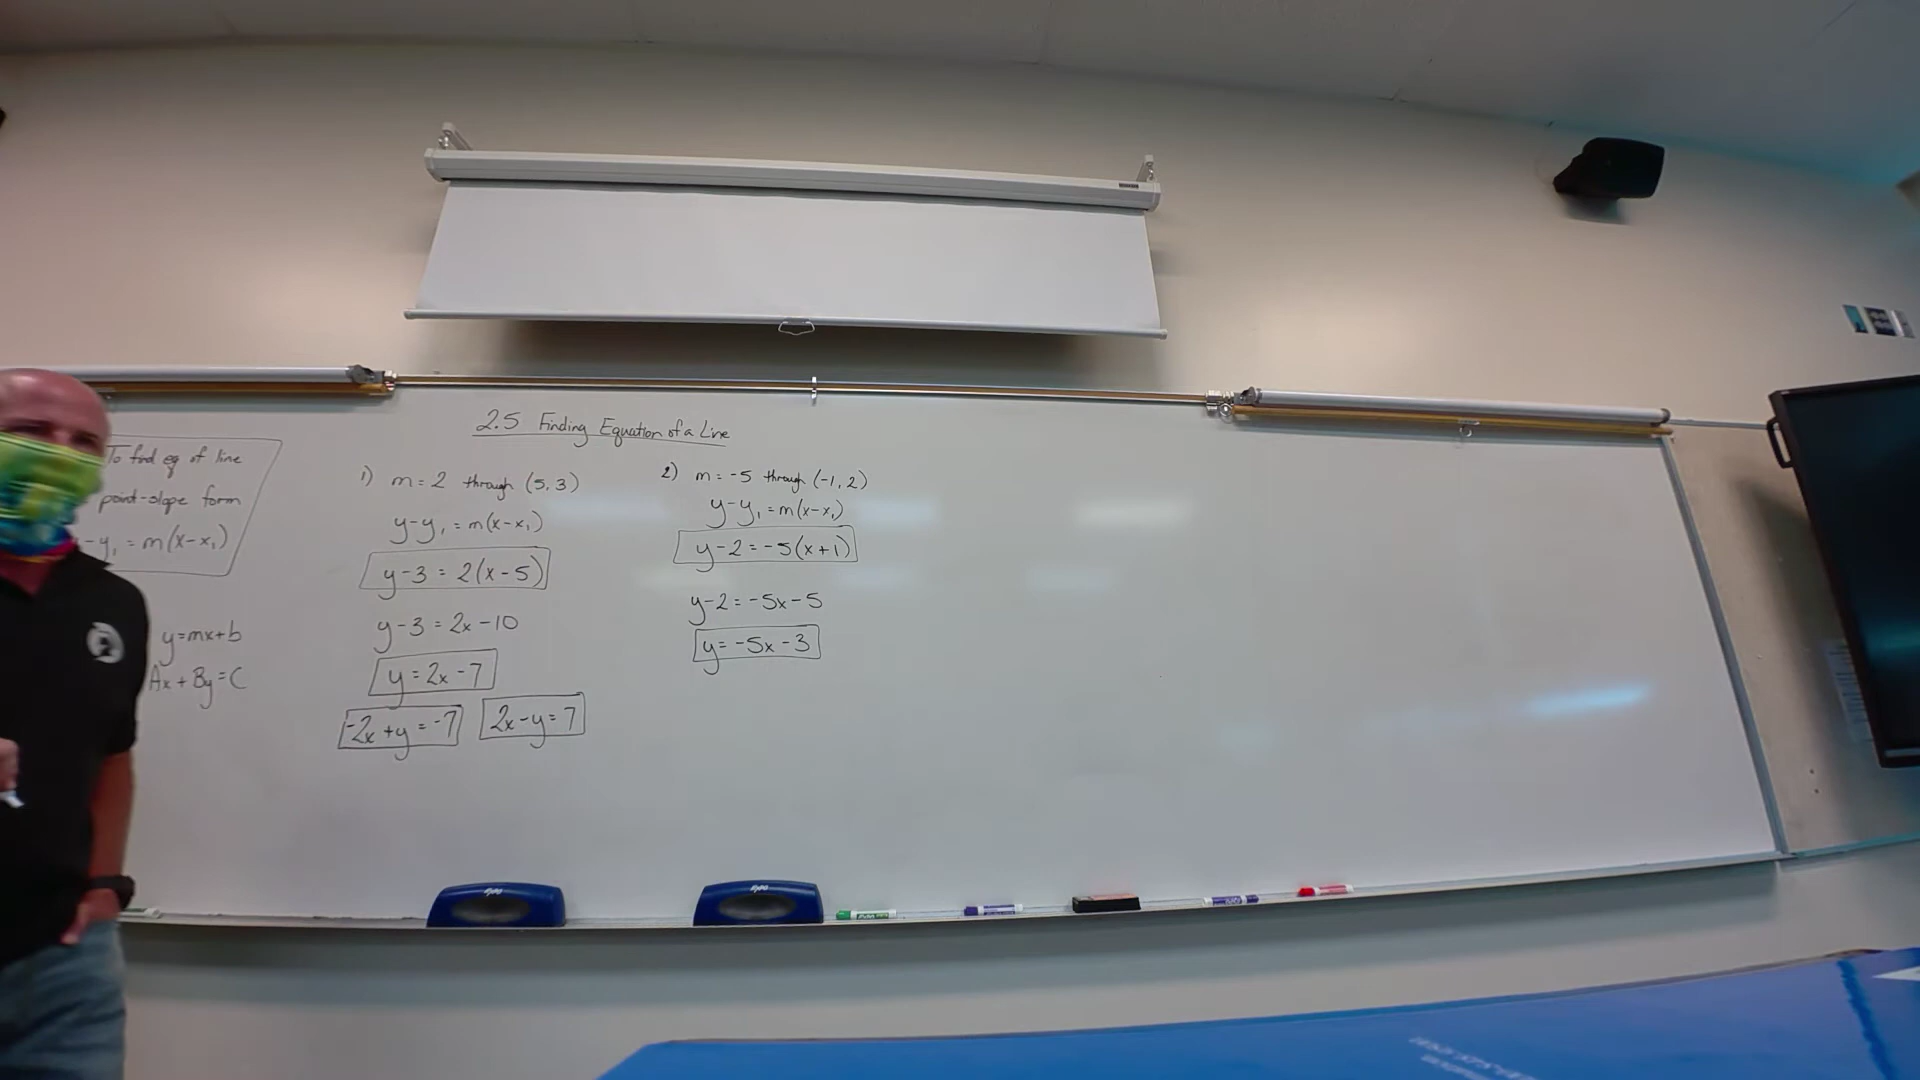 2.5 Finding Equation of a Line
To find eq of line
point-slope form
-y₁ = m(x-x₁)
y=mx+b
Ax + By = C
1) m = 2 through (5, 3)
y-y₁ = m(x-x₁)
y-3 = 2(x-5)
y-3 = 2x-10
y = 2x-7
-2x+y = -7
2x-y = 7
2) m = -5 through (-1, 2)
y-y₁ = m(x-x₁)
y-2 = -5(x+1)
y-2 = -5x-5
y = -5x-3